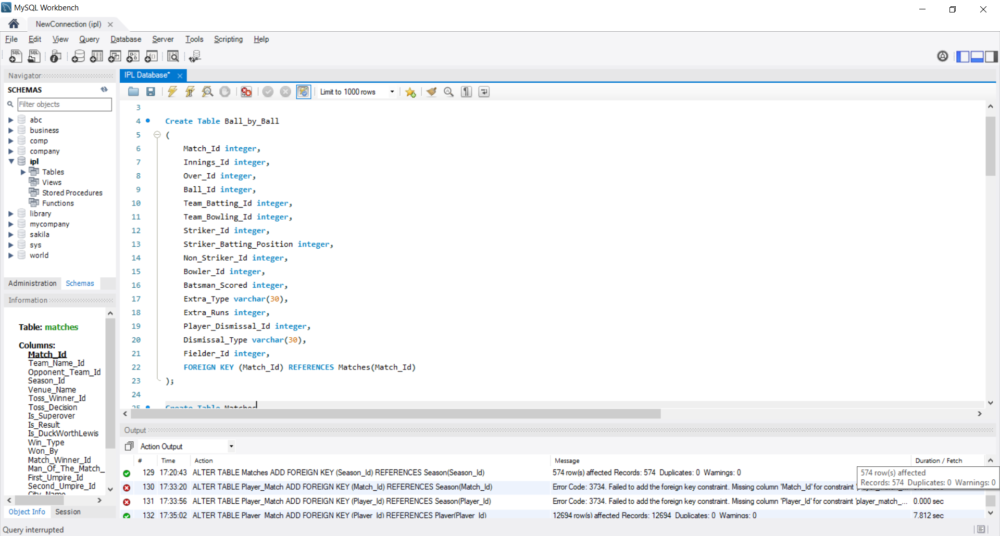 MySQL Workbench
NewConnection (ipl)
File Edit View Query Database Server Tools Scripting Help
Navigator
SCHEMAS
Filter objects
abc
business
comp
company
ipl
Tables
Views
Stored Procedures
Functions
library
mycompany
sakila
sys
world
Administration Schemas
Information
Table: matches
Columns:
Match_Id
Team_Name_Id
Opponent_Team_Id
Season_Id
Venue_Name
Toss_Winner_Id
Toss_Decision
Is_Superover
Is_Result
Is_DuckWorthLewis
Win_Type
Won_By
Match_Winner_Id
Man_Of_The_Match_
First_Umpire_Id
Second_Umpire_Id
City_Name
Object Info Session
Query interrupted
IPL Database*
Limit to 1000 rows
3
4 Create Table Ball_by_Ball
5 (
6 Match_Id integer,
7 Innings_Id integer,
8 Over_Id integer,
9 Ball_Id integer,
10 Team_Batting_Id integer,
11 Team_Bowling_Id integer,
12 Striker_Id integer,
13 Striker_Batting_Position integer,
14 Non_Striker_Id integer,
15 Bowler_Id integer,
16 Batsman_Scored integer,
17 Extra_Type varchar(30),
18 Extra_Runs integer,
19 Player_Dismissal_Id integer,
20 Dismissal_Type varchar(30),
21 Fielder_Id integer,
22 FOREIGN KEY (Match_Id) REFERENCES Matches(Match_Id)
23 );
24
25 Create Table Matches
Output
Action Output
# Time Action Message Duration / Fetch
129 17:20:43 ALTER TABLE Matches ADD FOREIGN KEY (Season_Id) REFERENCES Season(Season_Id) 574 row(s) affected Records: 574 Duplicates: 0 Warnings: 0
130 17:33:20 ALTER TABLE Player_Match ADD FOREIGN KEY (Match_Id) REFERENCES Season(Match_Id) Error Code: 3734. Failed to add the foreign key constraint. Missing column 'Match_Id' for constraint
131 17:33:56 ALTER TABLE Player_Match ADD FOREIGN KEY (Player_Id) REFERENCES Season(Player_Id) Error Code: 3734. Failed to add the foreign key constraint. Missing column 'Player_Id' for constraint 'player_match_... 0.000 sec
132 17:35:02 ALTER TABLE Player_Match ADD FOREIGN KEY (Player_Id) REFERENCES Player(Player_Id) 12694 row(s) affected Records: 12694 Duplicates: 0 Warnings: 0 7.812 sec
574 row(s) affected
Records: 574 Duplicates: 0 Warnings: 0